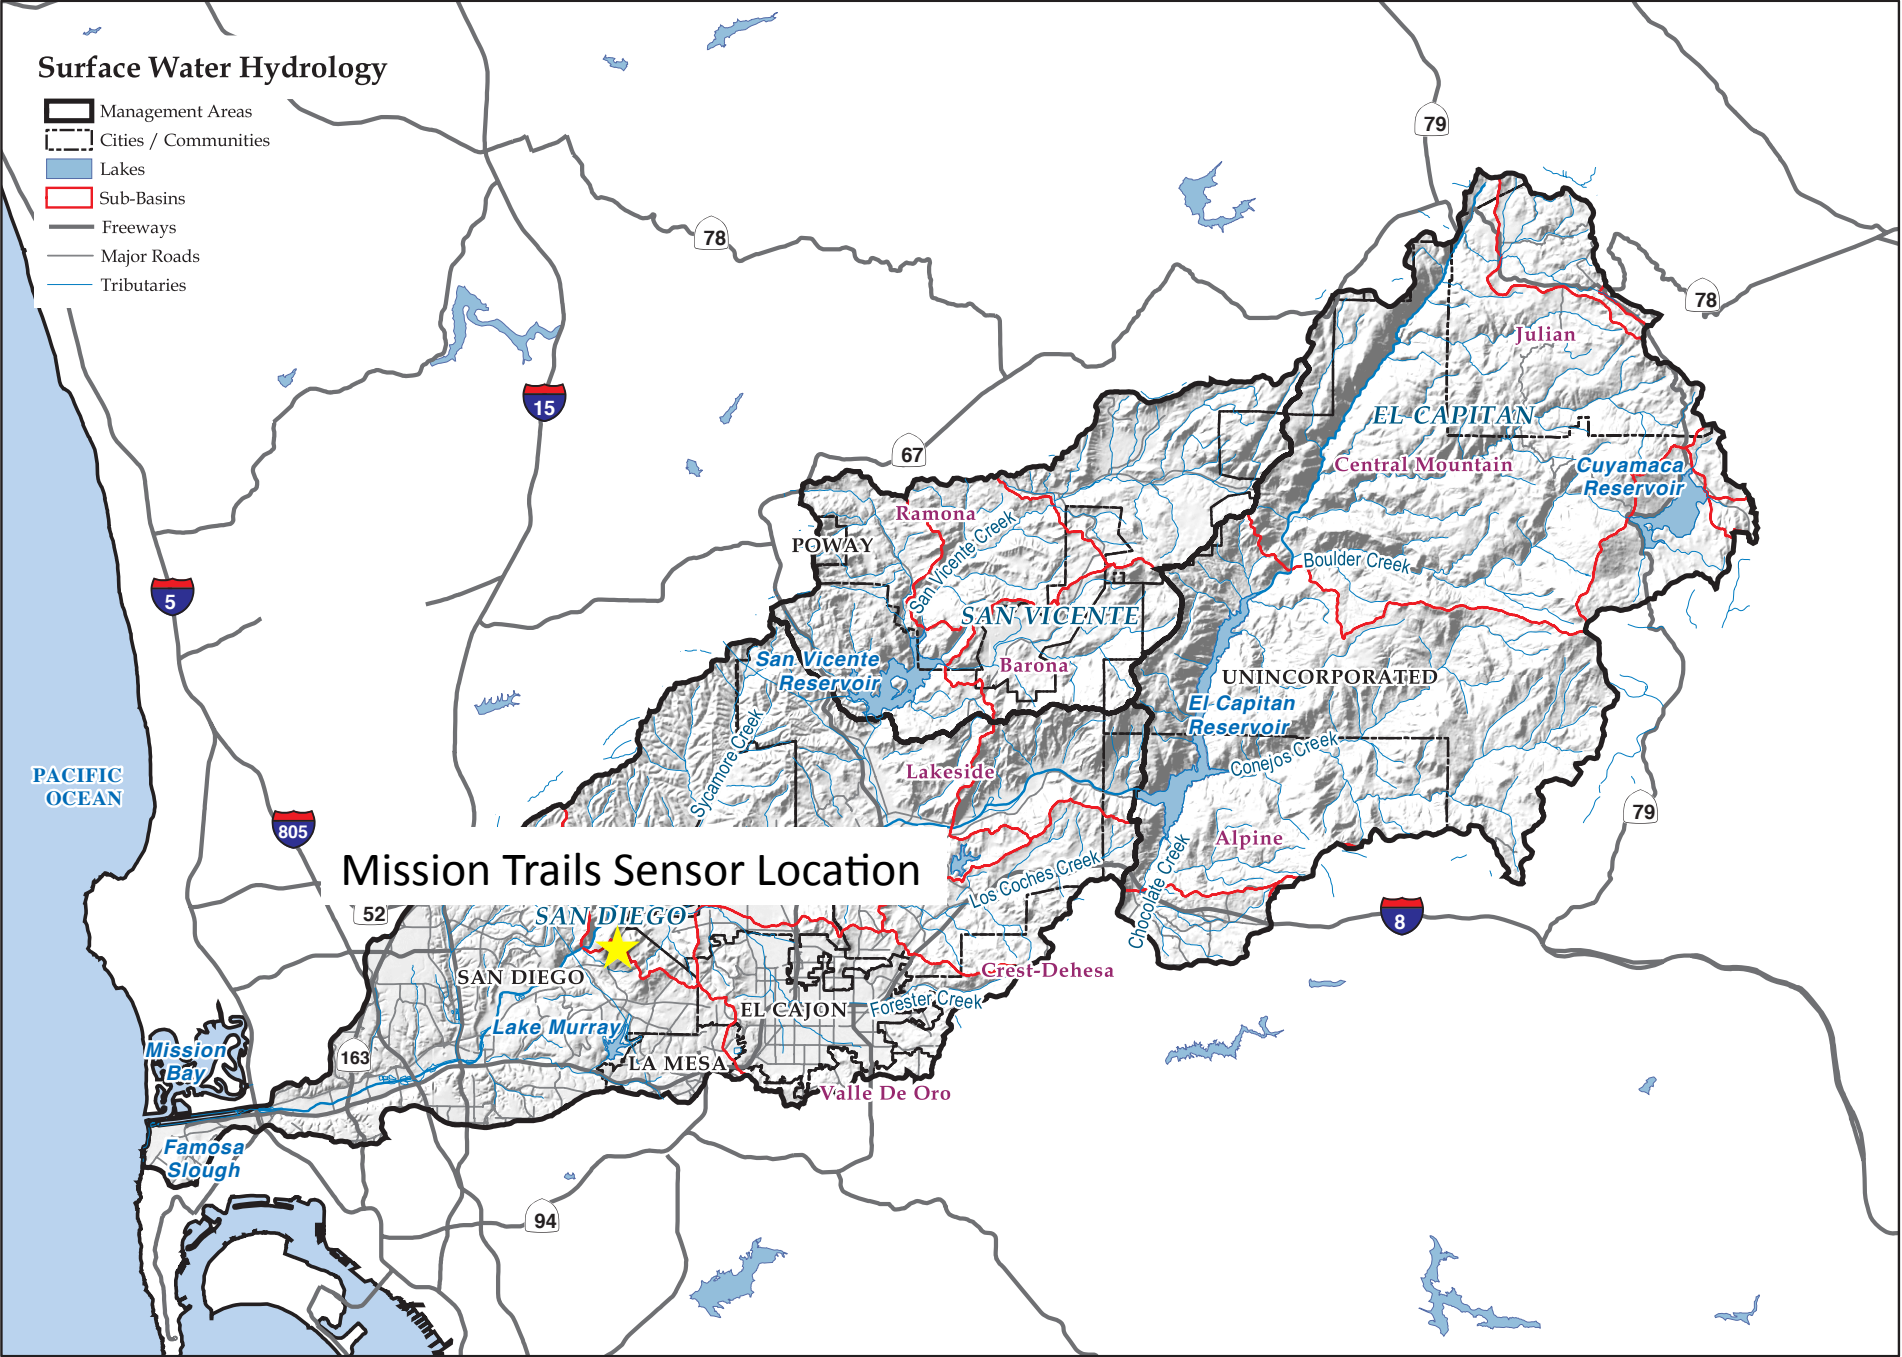 Surface Water Hydrology
Management Areas
Cities / Communities
Lakes
Sub-Basins
Freeways
Major Roads
Tributaries
79
78
78
15
67
5
805
52
163
94
8
79
Julian
EL CAPITAN
Central Mountain
Cuyamaca
Reservoir
Ramona
POWAY
San Vicente Creek
Boulder Creek
SAN VICENTE
San Vicente
Reservoir
Barona
UNINCORPORATED
El Capitan
Reservoir
Conejos Creek
Sycamore Creek
Lakeside
PACIFIC
OCEAN
Alpine
Mission Trails Sensor Location
Los Coches Creek
Chocolate Creek
SAN DIEGO
SAN DIEGO
Crest-Dehesa
EL CAJON
Forester Creek
Lake Murray
LA MESA
Valle De Oro
Mission
Bay
Famosa
Slough